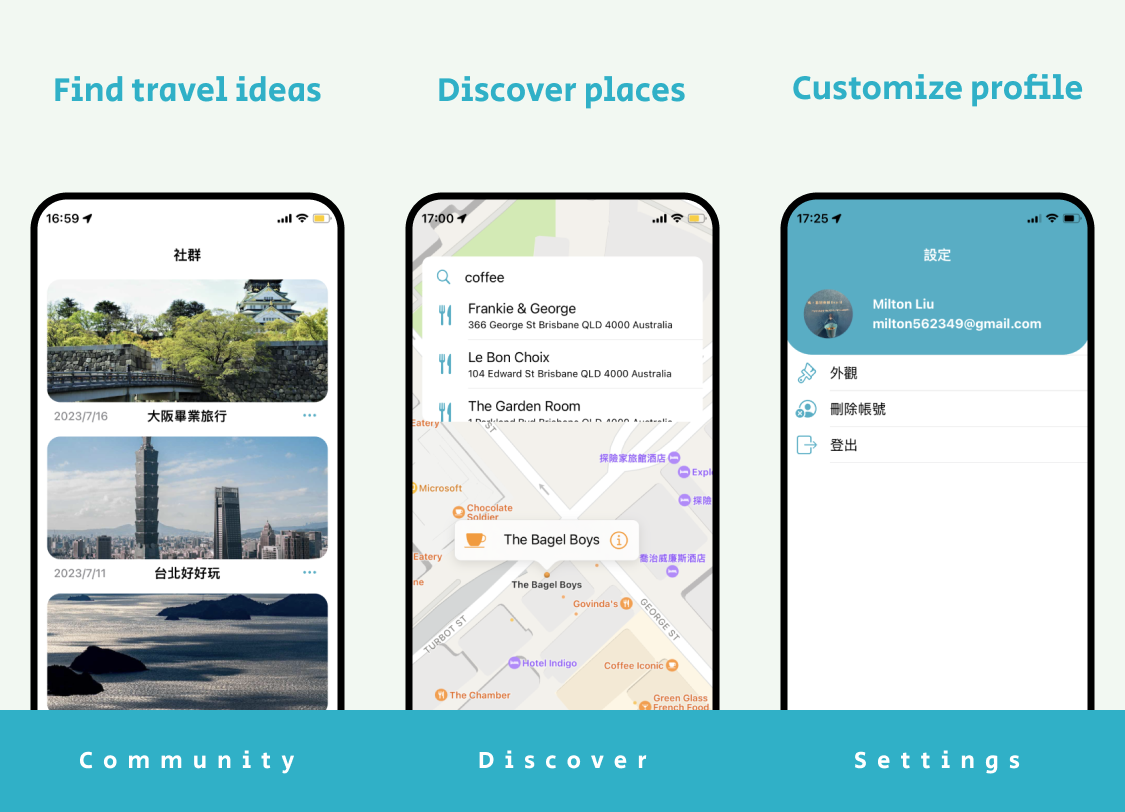 Find travel ideas
Discover places
Customize profile
16:59
社群
2023/7/16
大阪畢業旅行
2023/7/11
台北好好玩
17:00
coffee
Frankie & George
366 George St Brisbane QLD 4000 Australia
Le Bon Choix
104 Edward St Brisbane QLD 4000 Australia
The Garden Room
Eatery
ST
探險家旅館酒店
Expl
Microsoft
探險
Chocolate
Soldier
The Bagel Boys
Eatery
喬治威廉斯酒店
ne
The Bagel Boys
Govinda's
GEORGE ST
TURBOT ST
Hotel Indigo
Coffee Iconic
The Chamber
Green Glass
French Food
17:25
設定
Milton Liu
milton562349@gmail.com
外觀
刪除帳號
登出
Community
Discover
Settings